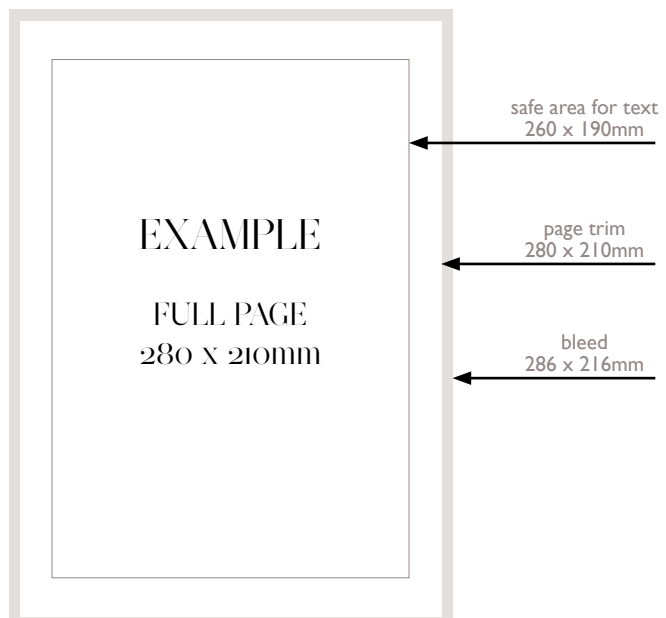 safe area for text
260 x 190mm
EXAMPLE
page trim
280 x 210mm
FULL PAGE
280 x 210mm
bleed
286 x 216mm